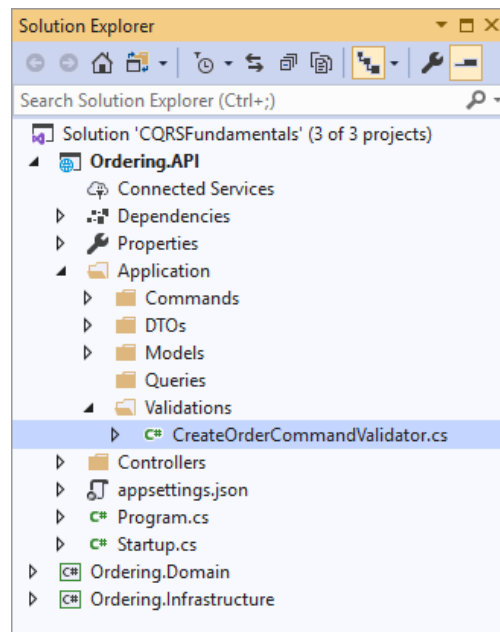 Solution Explorer
Search Solution Explorer (Ctrl+;)
Solution 'CQRSFundamentals' (3 of 3 projects)
Ordering.API
Connected Services
Dependencies
Properties
Application
Commands
DTOs
Models
Queries
Validations
C# CreateOrderCommandValidator.cs
Controllers
appsettings.json
C# Program.cs
C# Startup.cs
C# Ordering.Domain
C# Ordering.Infrastructure